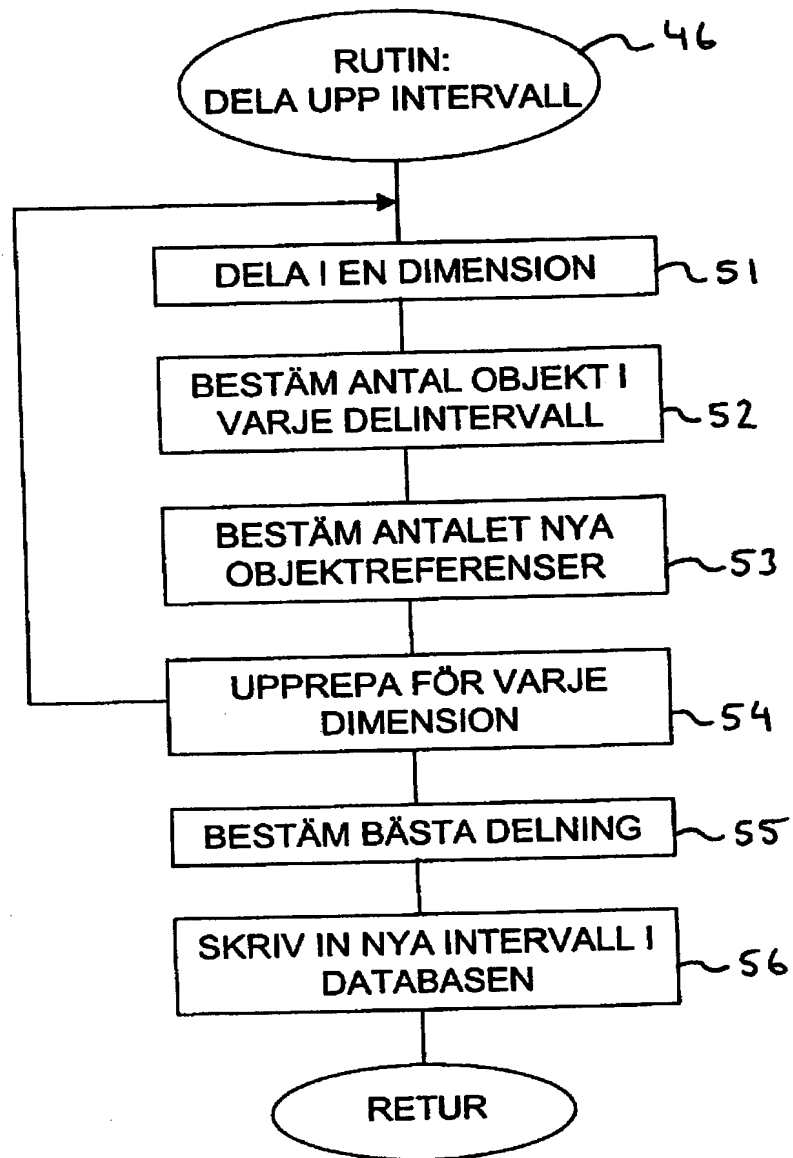 46
RUTIN:
DELA UPP INTERVALL
DELA I EN DIMENSION
51
BESTÄM ANTAL OBJEKT I
VARJE DELINTERVALL
52
BESTÄM ANTALET NYA
OBJEKTREFERENSER
53
UPPREPA FÖR VARJE
DIMENSION
54
BESTÄM BÄSTA DELNING
55
SKRIV IN NYA INTERVALL I
DATABASEN
56
RETUR